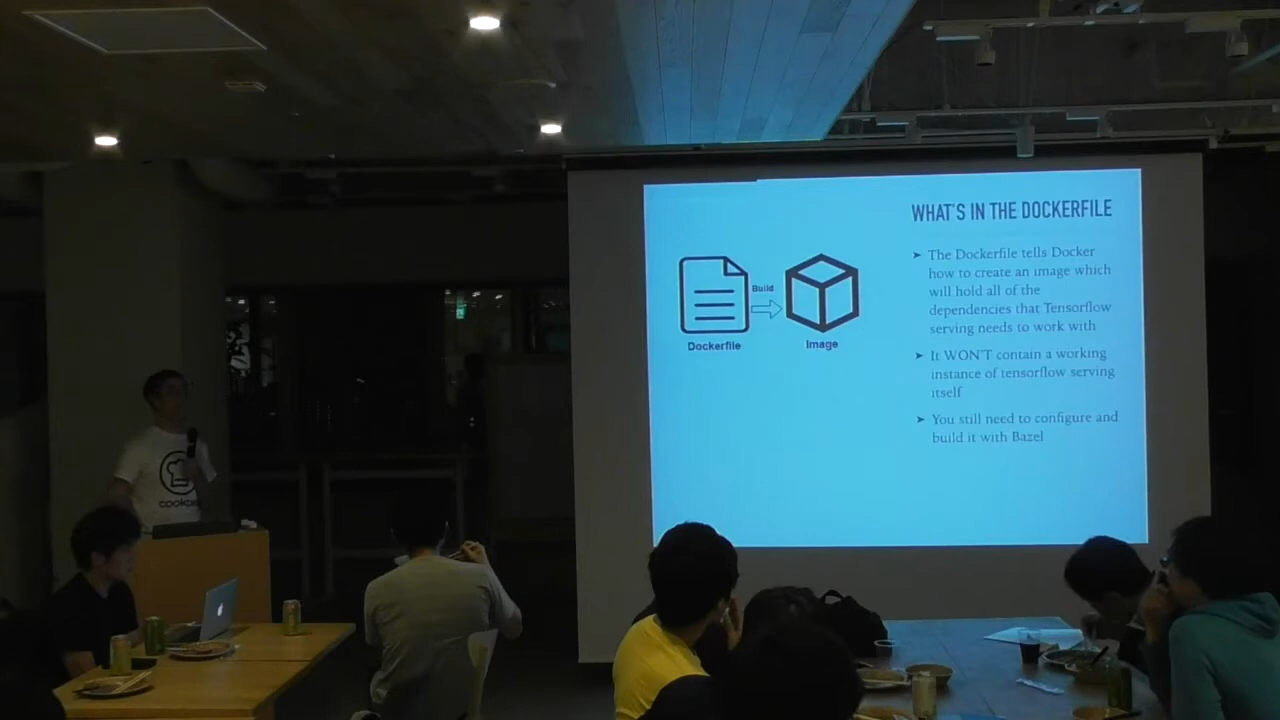 WHAT'S IN THE DOCKERFILE
➤ The Dockerfile tells Docker
how to create an image which
will hold all of the
dependencies that Tensorflow
serving needs to work with
➤ It WON'T contain a working
instance of tensorflow serving
itself
➤ You still need to configure and
build it with Bazel
Build
Dockerfile
Image